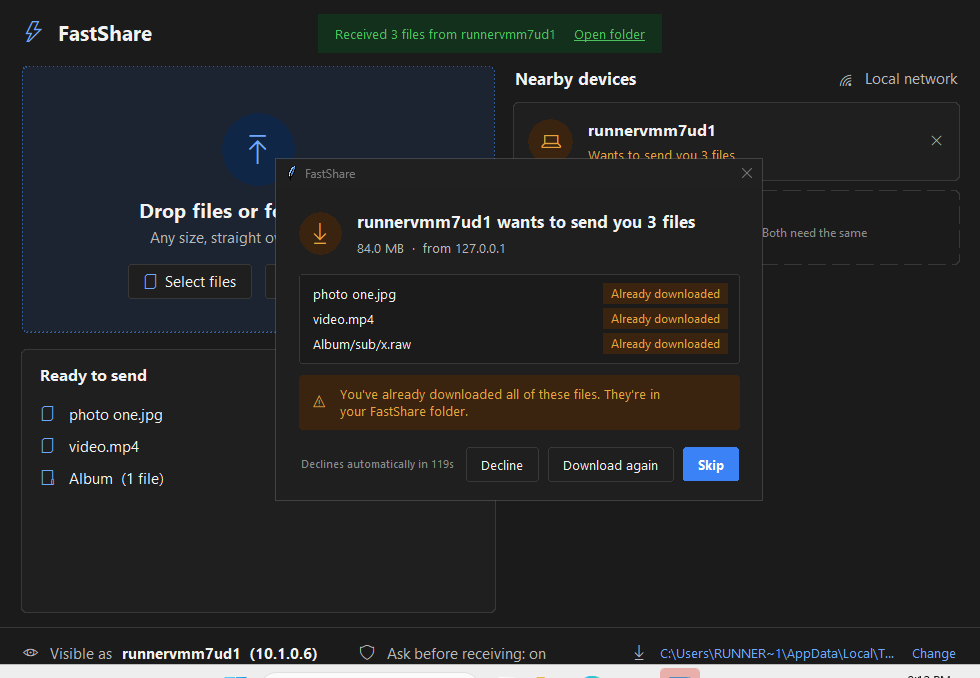 FastShare
Received 3 files from runnervmm7ud1 Open folder
Nearby devices
Local network
runnervmm7ud1
Wants to send you 3 files
Both need the same
Drop files or
Any size, straight
Select files
FastShare
runnervmm7ud1 wants to send you 3 files
84.0 MB · from 127.0.0.1
photo one.jpg Already downloaded
video.mp4 Already downloaded
Album/sub/x.raw Already downloaded
You've already downloaded all of these files. They're in
your FastShare folder.
Declines automatically in 119s
Decline
Download again
Skip
Ready to send
photo one.jpg
video.mp4
Album (1 file)
Visible as runnervmm7ud1 (10.1.0.6)
Ask before receiving: on
C:\Users\RUNNER~1\AppData\Local\T...
Change